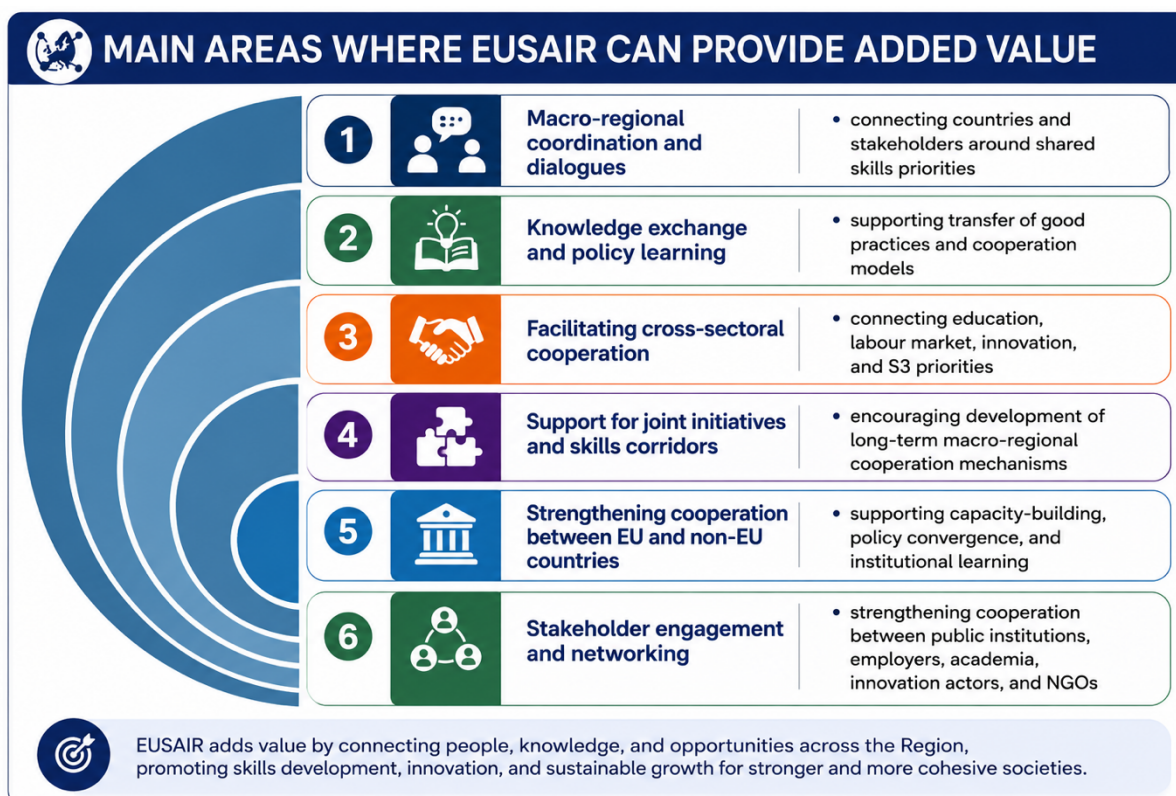 MAIN AREAS WHERE EUSAIR CAN PROVIDE ADDED VALUE
1
Macro-regional
coordination and
dialogues
• connecting countries and
stakeholders around shared
skills priorities
2
Knowledge exchange
and policy learning
• supporting transfer of good
practices and cooperation
models
3
Facilitating cross-sectoral
cooperation
• connecting education,
labour market, innovation,
and S3 priorities
4
Support for joint initiatives
and skills corridors
• encouraging development of
long-term macro-regional
cooperation mechanisms
5
Strengthening cooperation
between EU and non-EU
countries
• supporting capacity-building,
policy convergence, and
institutional learning
6
Stakeholder engagement
and networking
• strengthening cooperation
between public institutions,
employers, academia,
innovation actors, and NGOs
EUSAIR adds value by connecting people, knowledge, and opportunities across the Region,
promoting skills development, innovation, and sustainable growth for stronger and more cohesive societies.